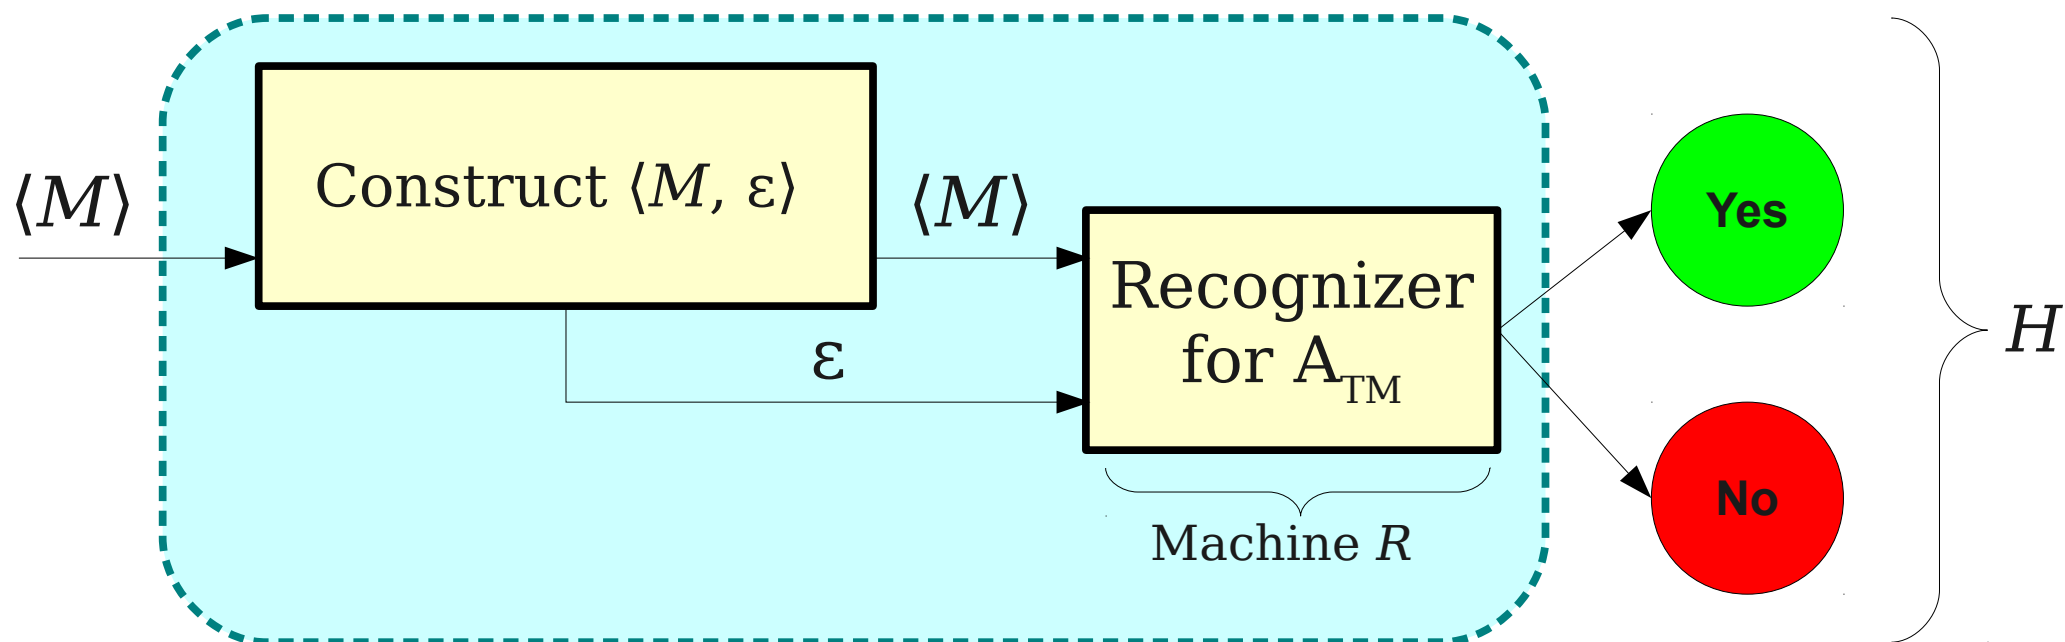 ⟨M⟩
Construct ⟨M, ε⟩
⟨M⟩
ε
Recognizer
for A_TM
Machine R
Yes
No
H